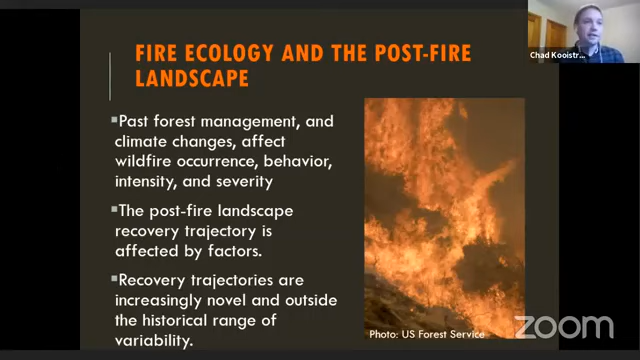 Chad Kooistr...
FIRE ECOLOGY AND THE POST-FIRE
LANDSCAPE
▪Past forest management, and
climate changes, affect
wildfire occurrence, behavior,
intensity, and severity
▪The post-fire landscape
recovery trajectory is
affected by factors.
▪Recovery trajectories are
increasingly novel and outside
the historical range of
variability.
Photo: US Forest Service
zoom